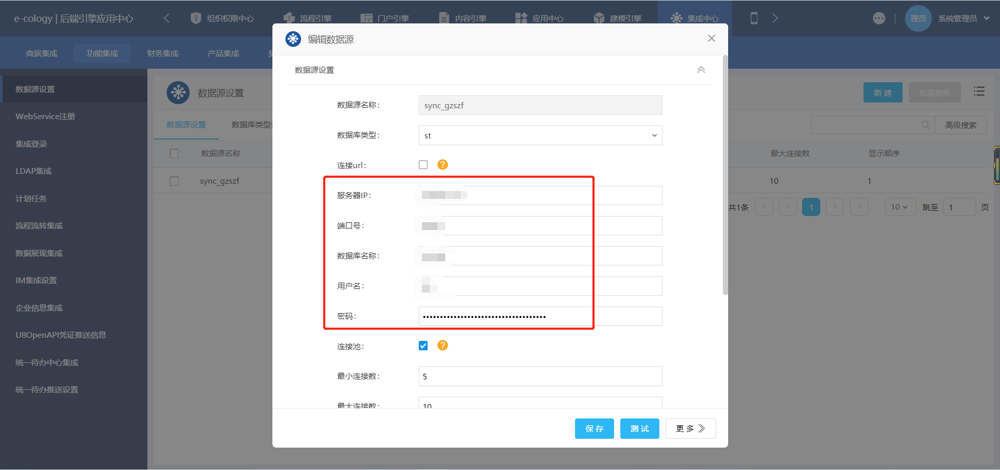 e-cology | 后端引擎应用中心
组织权限中心
流程引擎
门户引擎
内容引擎
应用中心
建模引擎
集成中心
理员
系统管理员
商旅集成
功能集成
财务集成
产品集成
数据源设置
WebService注册
集成登录
LDAP集成
计划任务
流程流转集成
数据展现集成
IM集成设置
企业信息集成
U8OpenAPI凭证推送信息
统一待办中心集成
统一待办推送设置
数据源设置
新 建
批量删除
数据源设置
数据库类型
高级搜索
数据源名称
最大连接数
显示顺序
sync_gzszf
10
1
共1条
1
10
跳至
1
页
编辑数据源
数据源设置
数据源名称:
sync_gzszf
数据库类型:
st
连接url:
?
服务器IP:
端口号:
数据库名称:
用户名:
密码:
••••••••••••••••••••••••••••••••••••
连接池:
?
最小连接数:
5
最大连接数:
10
保 存
测 试
更 多